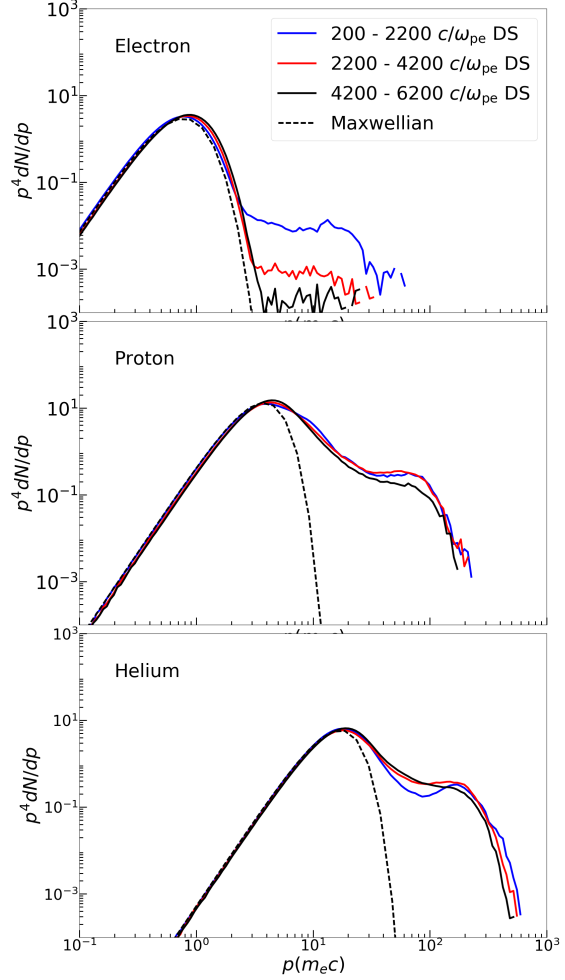 10³
10¹
10⁻¹
10⁻³
p⁴dN/dp
Electron
200 - 2200 c/ωpe DS
2200 - 4200 c/ωpe DS
4200 - 6200 c/ωpe DS
Maxwellian
10³
10¹
10⁻¹
10⁻³
p⁴dN/dp
Proton
10³
10¹
10⁻¹
10⁻³
p⁴dN/dp
Helium
10⁻¹ 10⁰ 10¹ 10² 10³
p(mₑc)